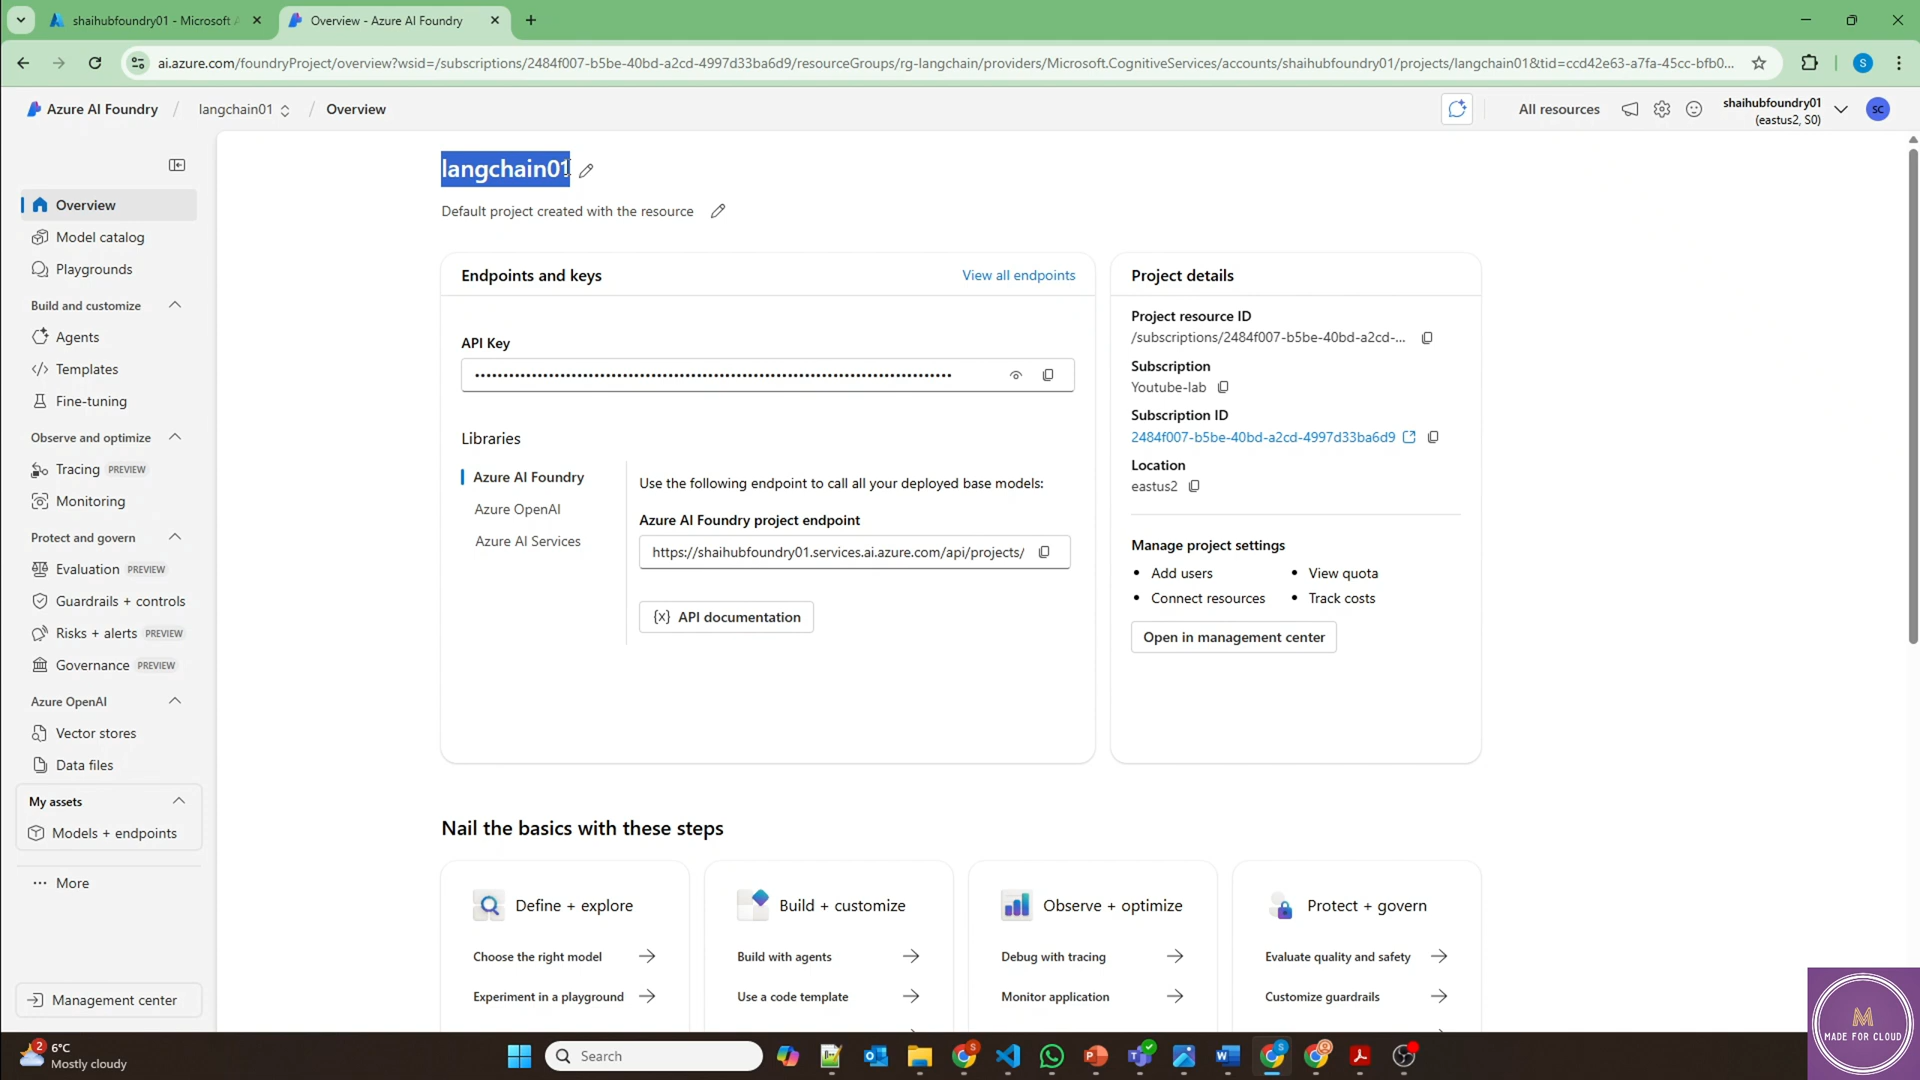 shaihubfoundry01 - Microsoft A
Overview - Azure AI Foundry
ai.azure.com/foundryProject/overview?wsid=/subscriptions/2484f007-b5be-40bd-a2cd-4997d33ba6d9/resourceGroups/rg-langchain/providers/Microsoft.CognitiveServices/accounts/shaihubfoundry01/projects/langchain01&tid=ccd42e63-a7fa-45cc-bfb0...
S
Azure AI Foundry / langchain01 / Overview
All resources
shaihubfoundry01
(eastus2, S0)
SC
Overview
Model catalog
Playgrounds
Build and customize
Agents
Templates
Fine-tuning
Observe and optimize
Tracing PREVIEW
Monitoring
Protect and govern
Evaluation PREVIEW
Guardrails + controls
Risks + alerts PREVIEW
Governance PREVIEW
Azure OpenAI
Vector stores
Data files
My assets
Models + endpoints
More
Management center
langchain01
Default project created with the resource
Endpoints and keys
View all endpoints
API Key
Libraries
Azure AI Foundry
Azure OpenAI
Azure AI Services
Use the following endpoint to call all your deployed base models:
Azure AI Foundry project endpoint
https://shaihubfoundry01.services.ai.azure.com/api/projects/
{x} API documentation
Project details
Project resource ID
/subscriptions/2484f007-b5be-40bd-a2cd-...
Subscription
Youtube-lab
Subscription ID
2484f007-b5be-40bd-a2cd-4997d33ba6d9
Location
eastus2
Manage project settings
• Add users
• View quota
• Connect resources
• Track costs
Open in management center
Nail the basics with these steps
Define + explore
Choose the right model
Experiment in a playground
Build + customize
Build with agents
Use a code template
Observe + optimize
Debug with tracing
Monitor application
Protect + govern
Evaluate quality and safety
Customize guardrails
2
6°C
Mostly cloudy
Search
M
MADE FOR CLOUD